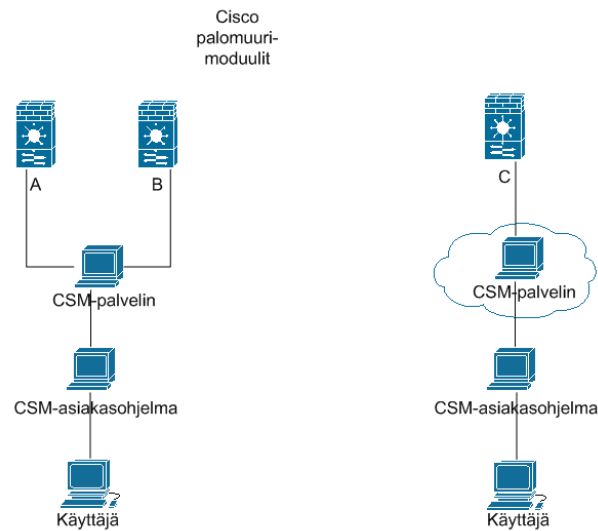 Cisco
palomuuri-
moduulit
A
B
C
CSM-palvelin
CSM-palvelin
CSM-asiakasohjelma
CSM-asiakasohjelma
Käyttäjä
Käyttäjä